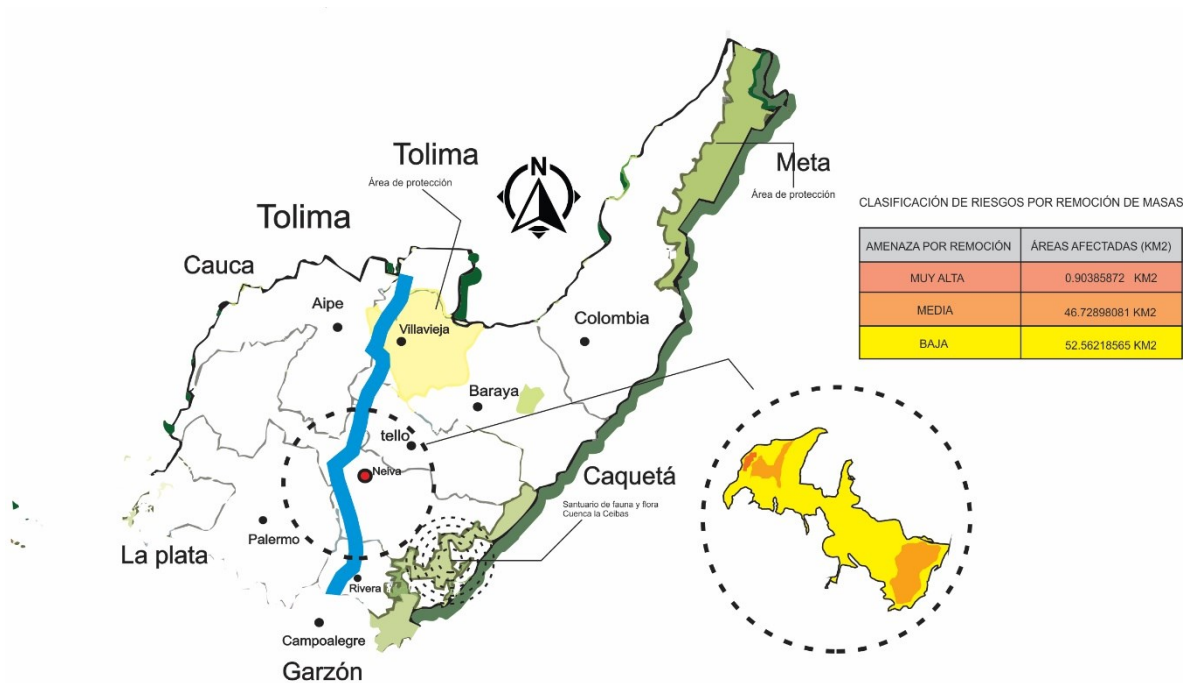 N
Tolima
Área de protección
Meta
Área de protección
Tolima
Cauca
Aipe
Villavieja
Colombia
Baraya
tello
Neiva
Caquetá
Santuario de fauna y flora
Cuenca la Ceibas
La plata
Palermo
Rivera
Campoalegre
Garzón
CLASIFICACIÓN DE RIESGOS POR REMOCIÓN DE MASAS
AMENAZA POR REMOCIÓN ÁREAS AFECTADAS (KM2)
MUY ALTA 0.90385872 KM2
MEDIA 46.72898081 KM2
BAJA 52.56218565 KM2